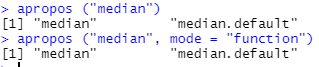 > apropos ("median")
[1] "median"         "median.default"
> apropos ("median", mode = "function")
[1] "median"         "median.default"
>